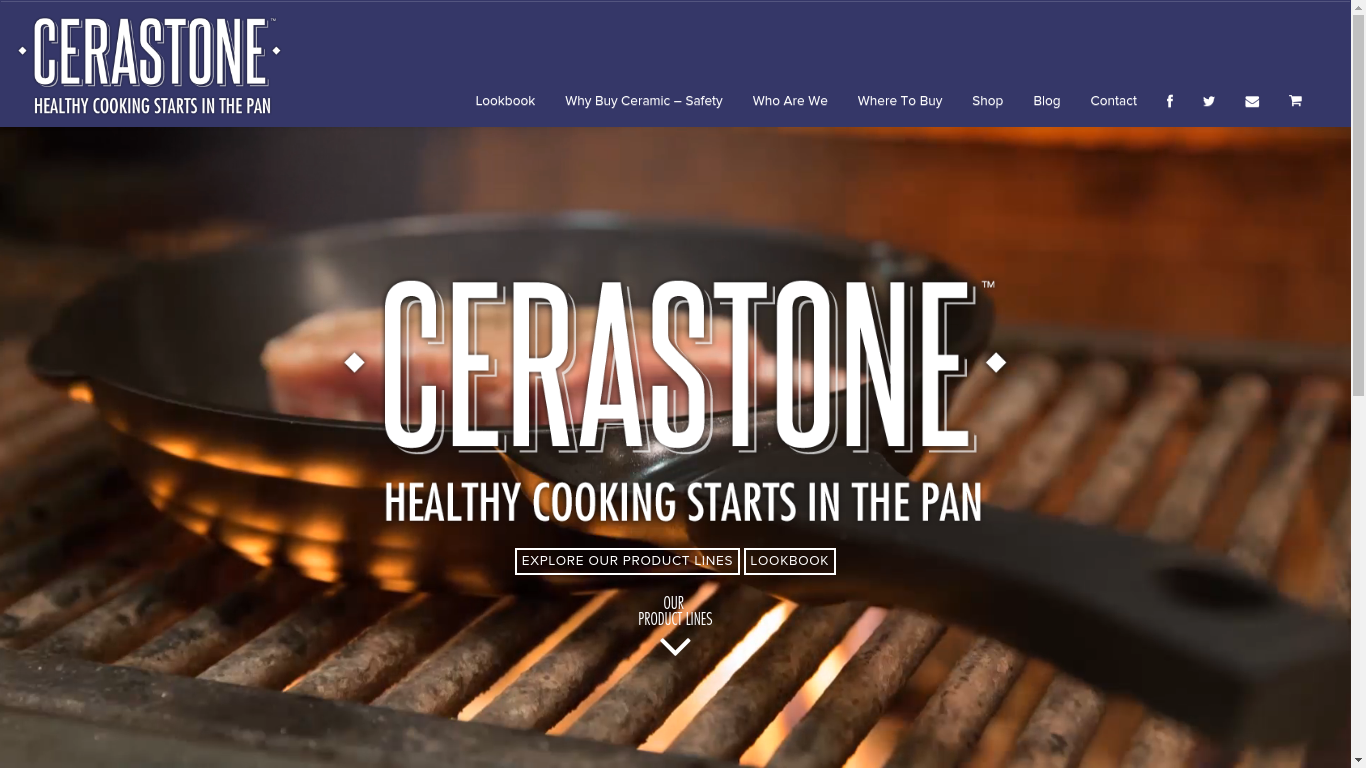 CERASTONE™
HEALTHY COOKING STARTS IN THE PAN
Lookbook
Why Buy Ceramic – Safety
Who Are We
Where To Buy
Shop
Blog
Contact
CERASTONE™
HEALTHY COOKING STARTS IN THE PAN
EXPLORE OUR PRODUCT LINES
LOOKBOOK
OUR
PRODUCT LINES